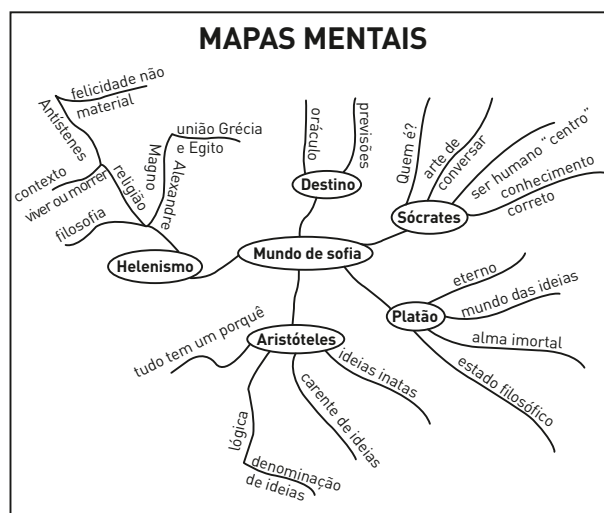 MAPAS MENTAIS
felicidade não
material
Antístenes
contexto
viver ou morrer
religião
filosofia
Alexandre
Magno
união Grécia
e Egito
Helenismo
oráculo
previsões
Destino
Quem é?
arte de
conversar
ser humano “ centro”
conhecimento
correto
Sócrates
Mundo de sofia
eterno
mundo das ideias
Platão
alma imortal
estado filosófico
Aristóteles
tudo tem um porquê
lógica
denominação
de ideias
carente de ideias
ideias inatas